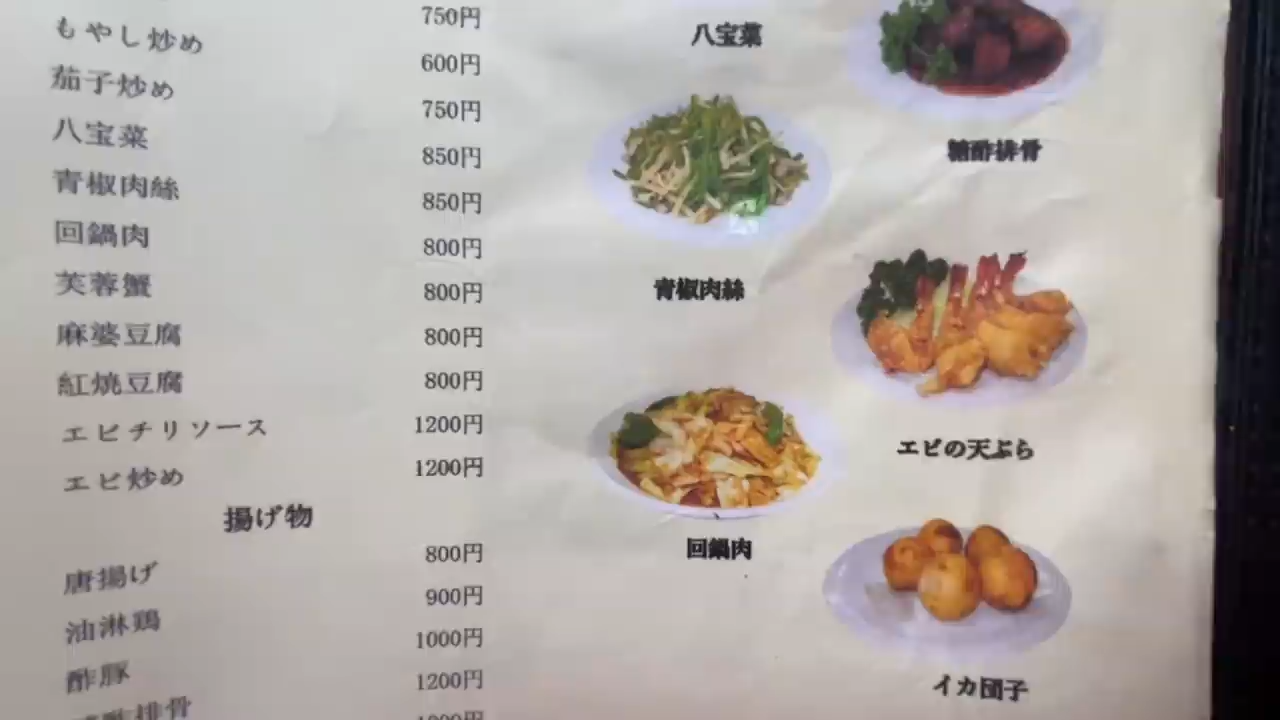 750円
もやし炒め 600円
茄子炒め 750円
八宝菜 850円
青椒肉絲 850円
回鍋肉 800円
芙蓉蟹 800円
麻婆豆腐 800円
紅焼豆腐 800円
エビチリソース 1200円
エビ炒め 1200円
揚げ物
唐揚げ 800円
油淋鶏 900円
酢豚 1000円
排骨 1200円
八宝菜
糖酢排骨
青椒肉絲
エビの天ぷら
回鍋肉
イカ団子